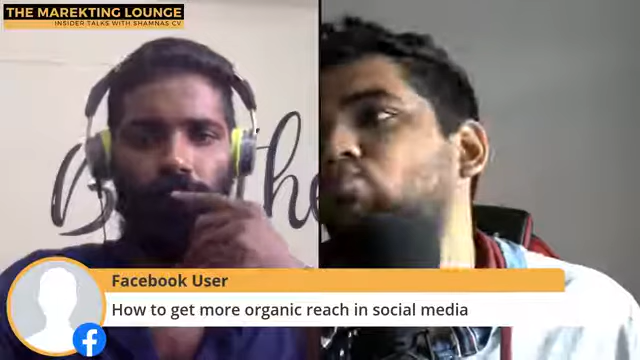 THE MAREKTING LOUNGE
INSIDER TALKS WITH SHAMNAS CV
the
Facebook User
How to get more organic reach in social media